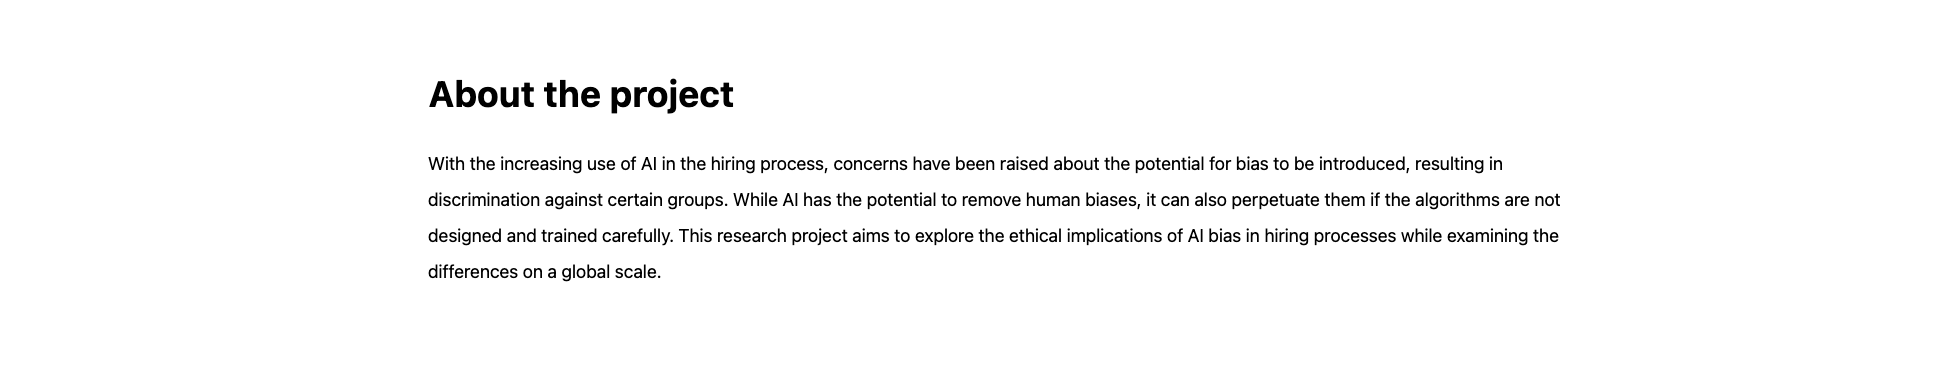 About the project
With the increasing use of AI in the hiring process, concerns have been raised about the potential for bias to be introduced, resulting in
discrimination against certain groups. While AI has the potential to remove human biases, it can also perpetuate them if the algorithms are not
designed and trained carefully. This research project aims to explore the ethical implications of AI bias in hiring processes while examining the
differences on a global scale.